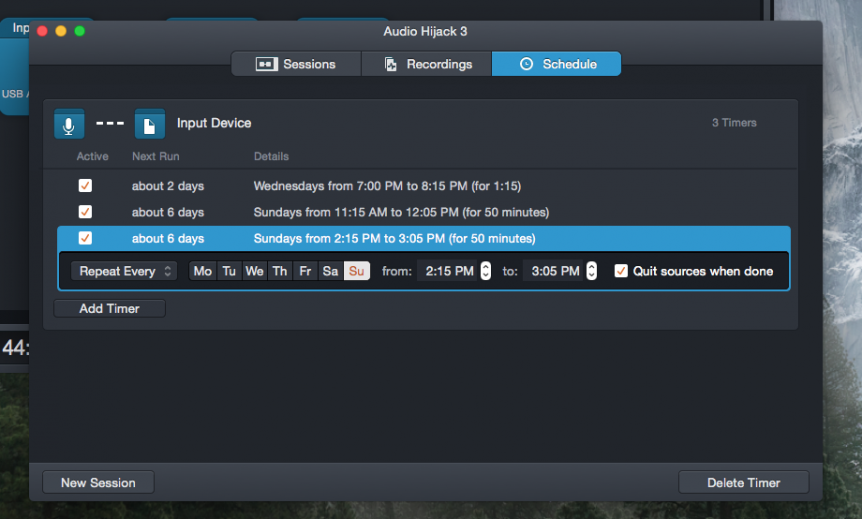 Inp
Audio Hijack 3
Sessions
Recordings
Schedule
USB
Input Device
3 Timers
Active Next Run Details
about 2 days Wednesdays from 7:00 PM to 8:15 PM (for 1:15)
about 6 days Sundays from 11:15 AM to 12:05 PM (for 50 minutes)
about 6 days Sundays from 2:15 PM to 3:05 PM (for 50 minutes)
Repeat Every Mo Tu We Th Fr Sa Su from: 2:15 PM to: 3:05 PM Quit sources when done
Add Timer
44:
New Session
Delete Timer